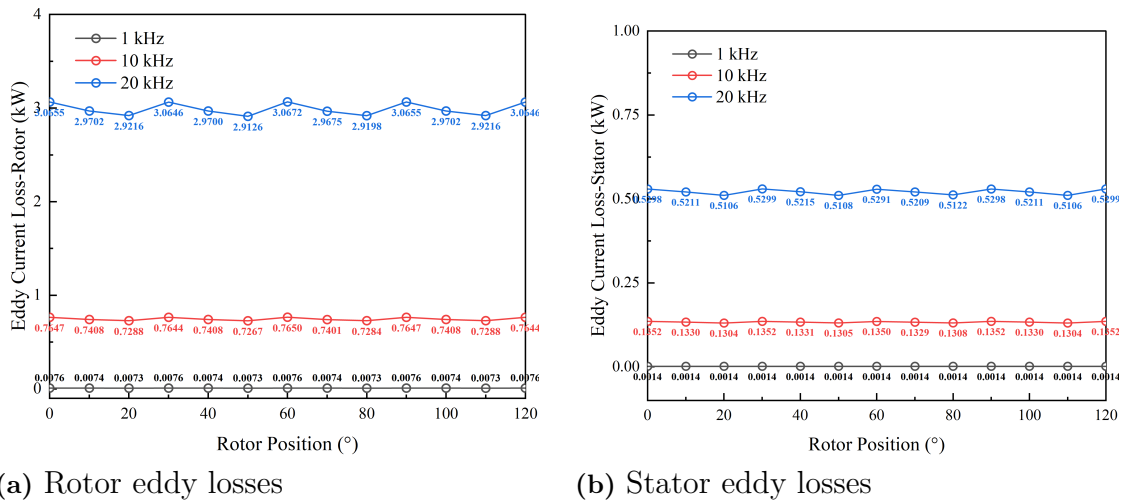 4
3
2
1
0
Eddy Current Loss-Rotor (kW)
1 kHz
10 kHz
20 kHz
3.0655 2.9702 2.9216 3.0646 2.9700 2.9126 3.0672 2.9675 2.9198 3.0655 2.9702 2.9216 3.0646
0.7647 0.7408 0.7288 0.7644 0.7408 0.7267 0.7650 0.7401 0.7284 0.7647 0.7408 0.7288 0.7644
0.0076 0.0074 0.0073 0.0076 0.0074 0.0073 0.0076 0.0074 0.0073 0.0076 0.0074 0.0073 0.0076
0 20 40 60 80 100 120
Rotor Position (°)
(a) Rotor eddy losses
1.00
0.75
0.50
0.25
0.00
Eddy Current Loss-Stator (kW)
1 kHz
10 kHz
20 kHz
0.5298 0.5211 0.5106 0.5299 0.5215 0.5108 0.5291 0.5209 0.5122 0.5298 0.5211 0.5106 0.5299
0.1352 0.1330 0.1304 0.1352 0.1331 0.1305 0.1350 0.1329 0.1308 0.1352 0.1330 0.1304 0.1352
0.0014 0.0014 0.0014 0.0014 0.0014 0.0014 0.0014 0.0014 0.0014 0.0014 0.0014 0.0014 0.0014
0 20 40 60 80 100 120
Rotor Position (°)
(b) Stator eddy losses